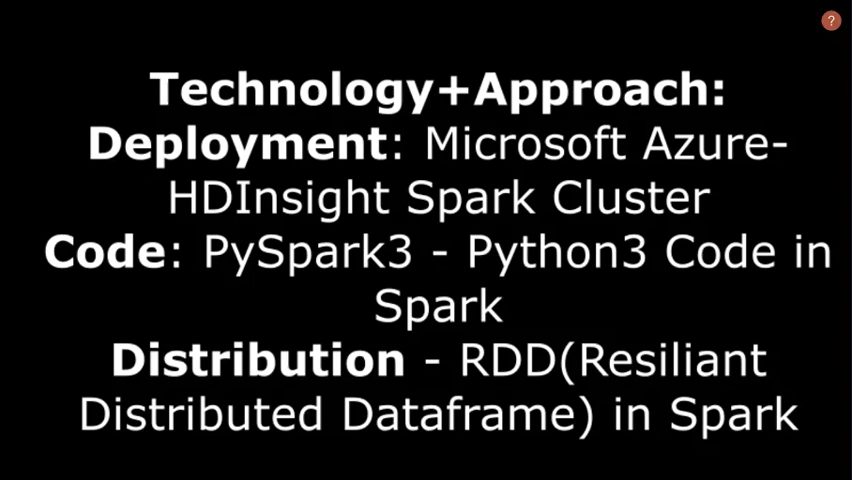 Technology+Approach:
Deployment: Microsoft Azure-
HDInsight Spark Cluster
Code: PySpark3 - Python3 Code in
Spark
Distribution - RDD(Resiliant
Distributed Dataframe) in Spark
?